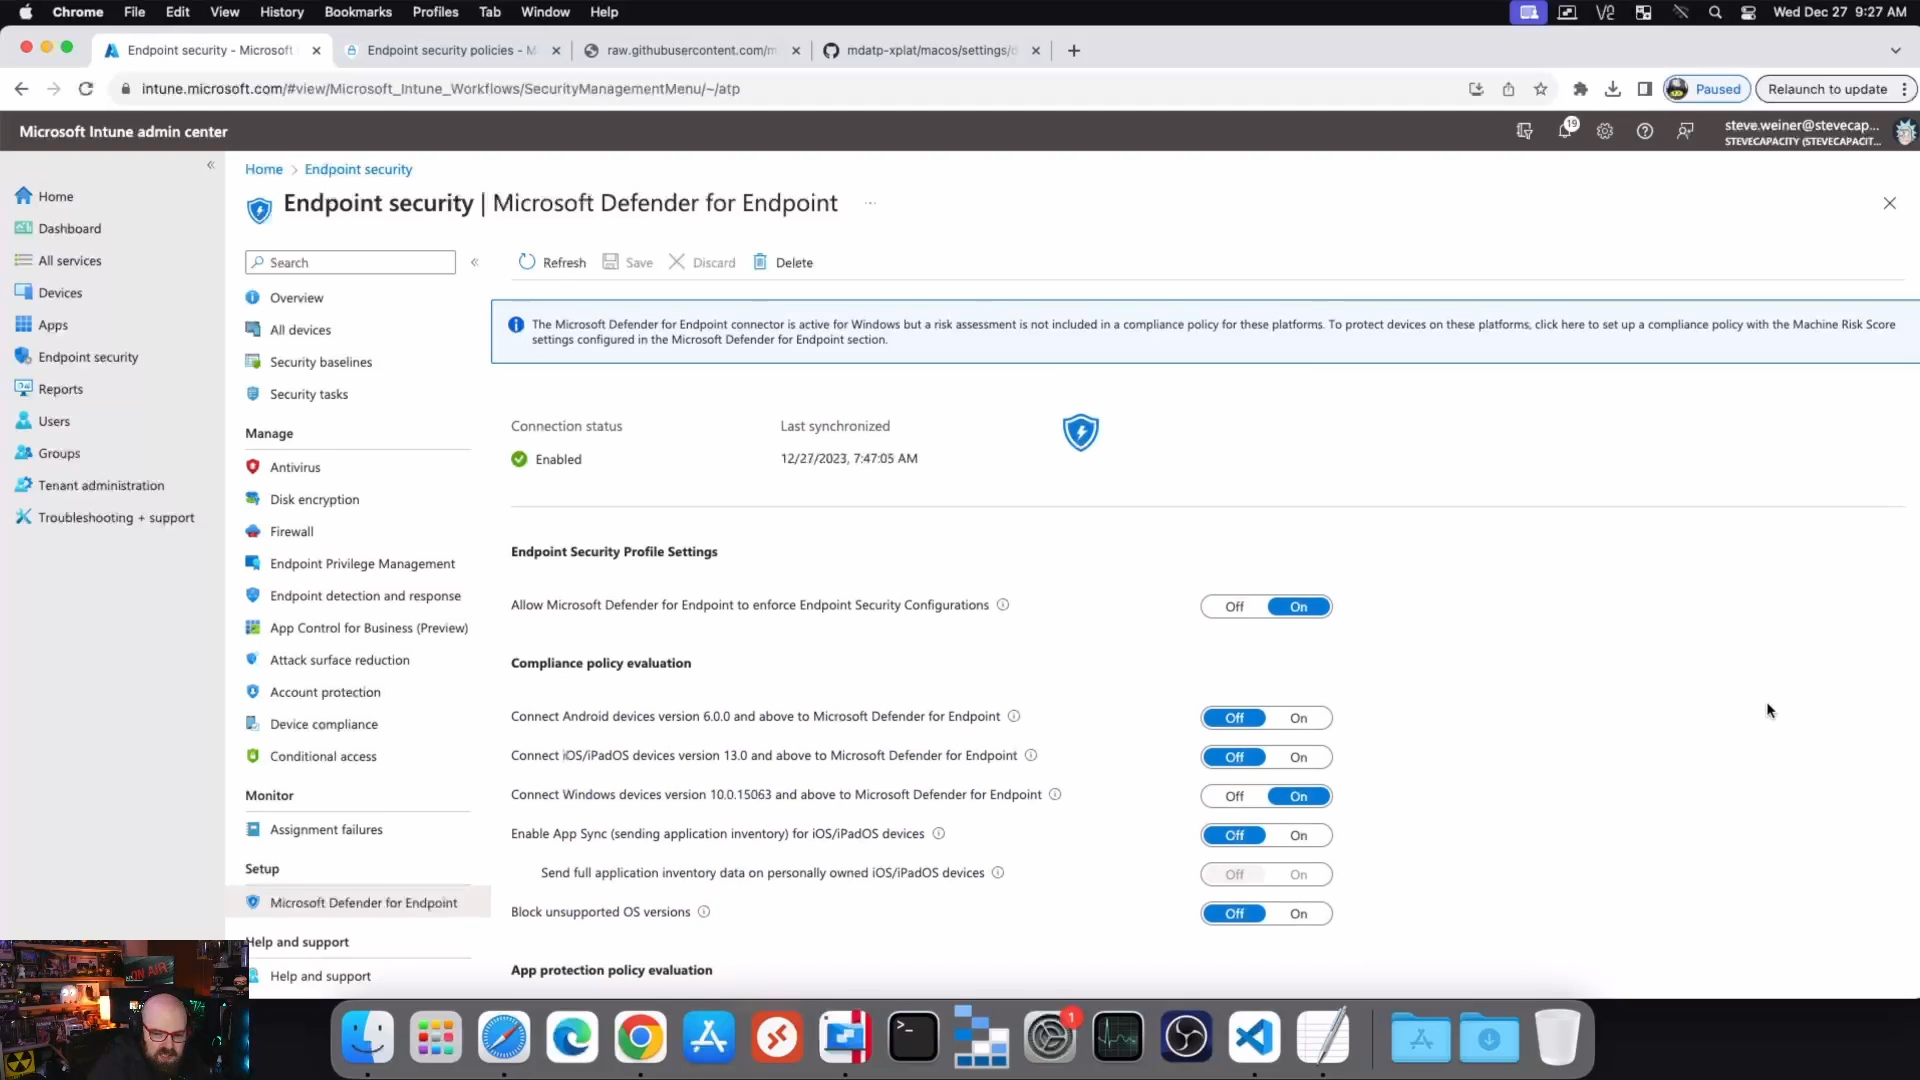 Chrome File Edit View History Bookmarks Profiles Tab Window Help Wed Dec 27 9:27 AM
Endpoint security - Microsoft
Endpoint security policies - M
raw.githubusercontent.com/m
mdatp-xplat/macos/settings/d
intune.microsoft.com/#view/Microsoft_Intune_Workflows/SecurityManagementMenu/~/atp
Paused
Relaunch to update
Microsoft Intune admin center
19
steve.weiner@stevecap...
STEVECAPACITY (STEVECAPACIT...
Home
Dashboard
All services
Devices
Apps
Endpoint security
Reports
Users
Groups
Tenant administration
Troubleshooting + support
Home > Endpoint security
Endpoint security | Microsoft Defender for Endpoint ...
Search
Overview
All devices
Security baselines
Security tasks
Manage
Antivirus
Disk encryption
Firewall
Endpoint Privilege Management
Endpoint detection and response
App Control for Business (Preview)
Attack surface reduction
Account protection
Device compliance
Conditional access
Monitor
Assignment failures
Setup
Microsoft Defender for Endpoint
Help and support
Help and support
Refresh Save Discard Delete
The Microsoft Defender for Endpoint connector is active for Windows but a risk assessment is not included in a compliance policy for these platforms. To protect devices on these platforms, click here to set up a compliance policy with the Machine Risk Score
settings configured in the Microsoft Defender for Endpoint section.
Connection status
Enabled
Last synchronized
12/27/2023, 7:47:05 AM
Endpoint Security Profile Settings
Allow Microsoft Defender for Endpoint to enforce Endpoint Security Configurations Off On
Compliance policy evaluation
Connect Android devices version 6.0.0 and above to Microsoft Defender for Endpoint Off On
Connect iOS/iPadOS devices version 13.0 and above to Microsoft Defender for Endpoint Off On
Connect Windows devices version 10.0.15063 and above to Microsoft Defender for Endpoint Off On
Enable App Sync (sending application inventory) for iOS/iPadOS devices Off On
Send full application inventory data on personally owned iOS/iPadOS devices Off On
Block unsupported OS versions Off On
App protection policy evaluation
ON AIR
1